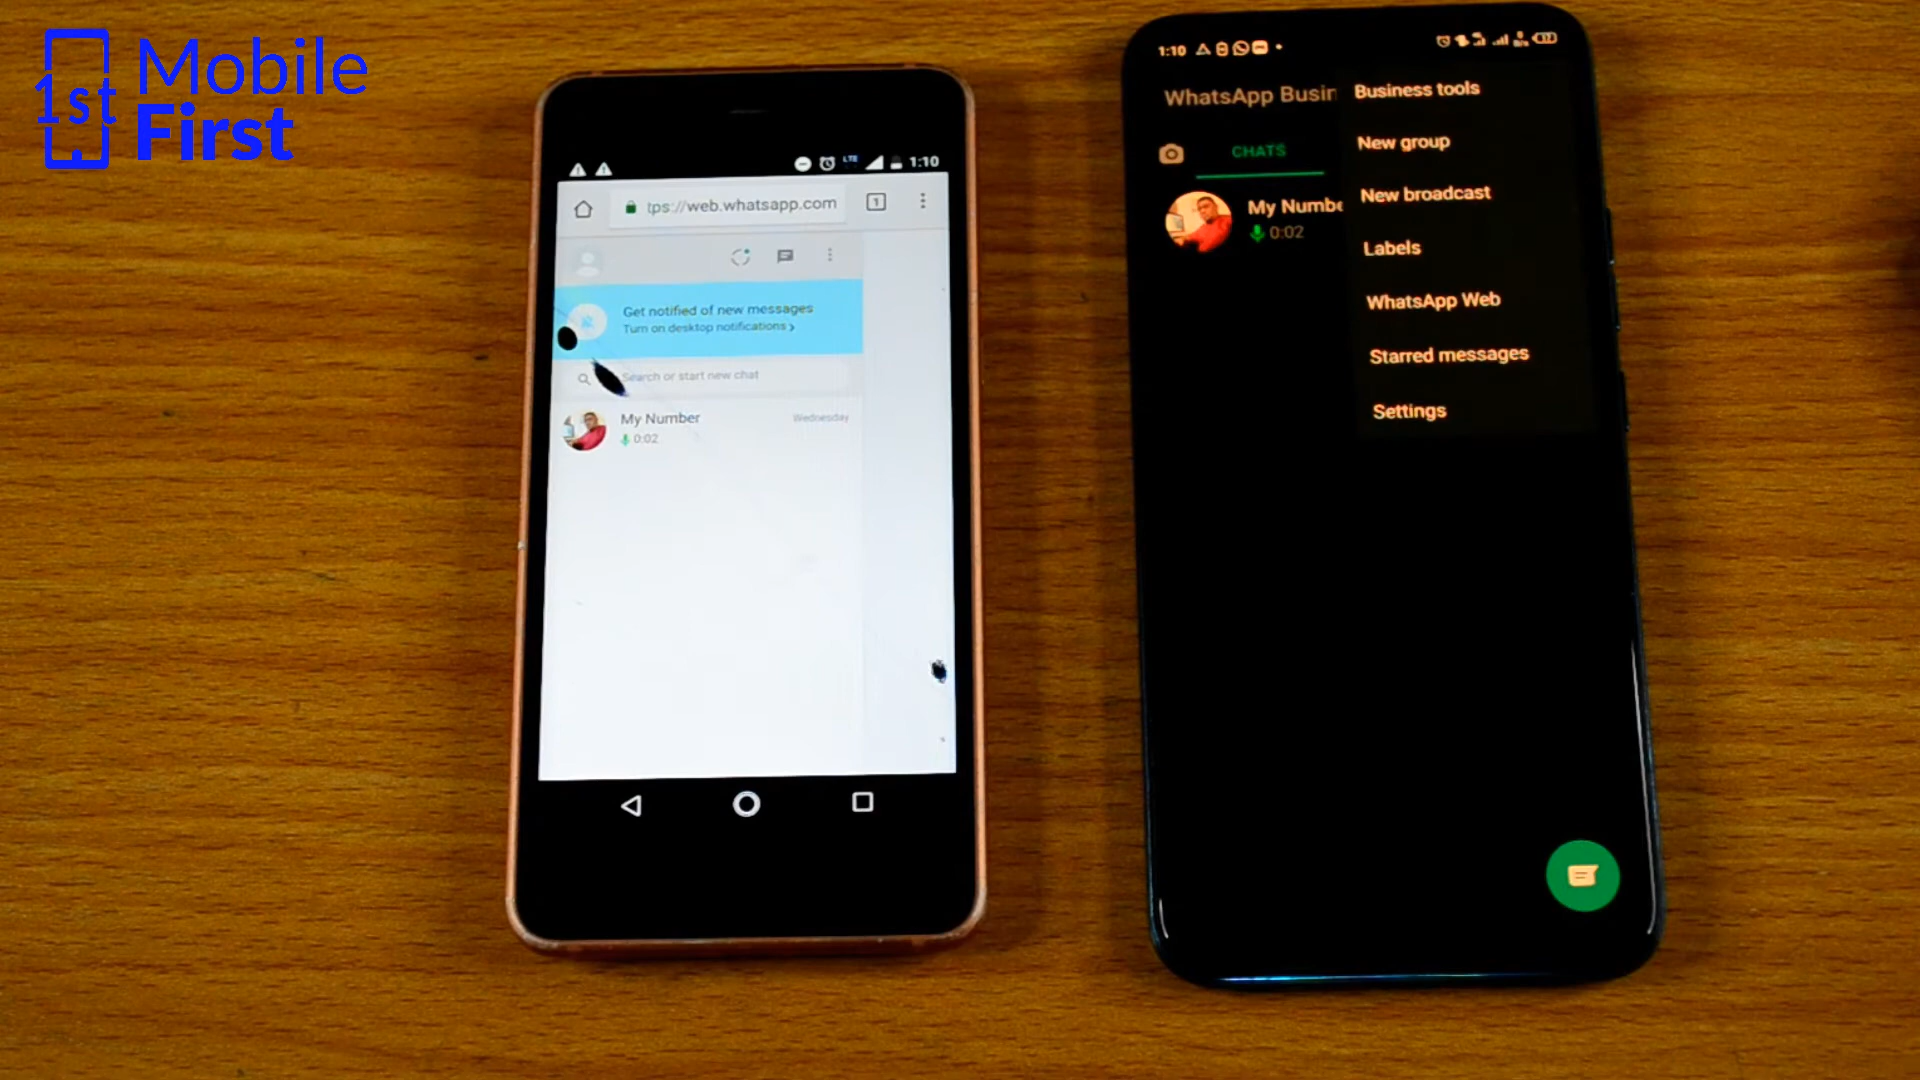 1st Mobile
First
LTE 1:10
tps://web.whatsapp.com
1
Get notified of new messages
Turn on desktop notifications
Search or start new chat
My Number
Wednesday
0:02
1:10
WhatsApp Busin
CHATS
My Numbe
0:02
Business tools
New group
New broadcast
Labels
WhatsApp Web
Starred messages
Settings